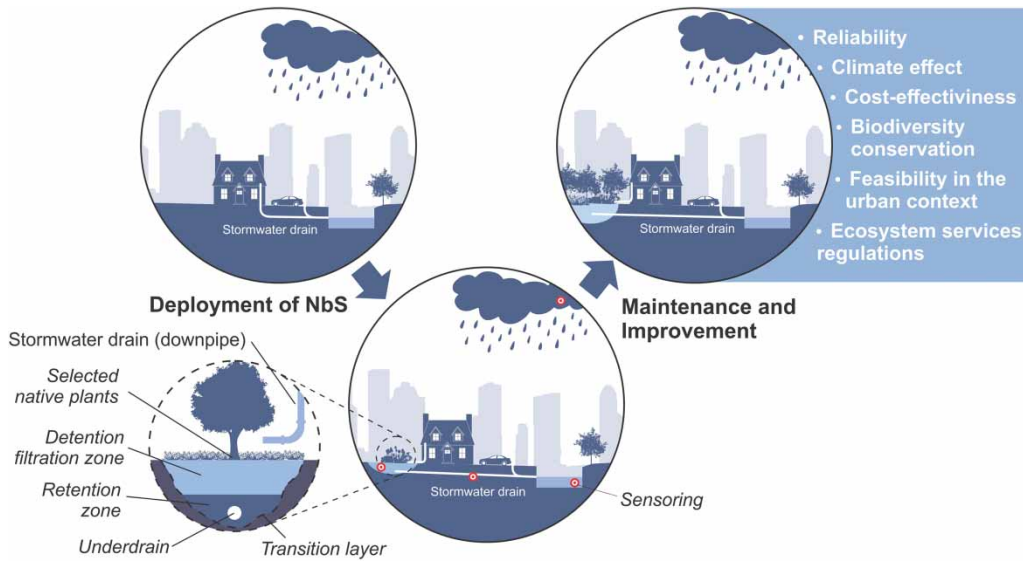 • Reliability
• Climate effect
• Cost-effectiviness
• Biodiversity
conservation
• Feasibility in the
urban context
• Ecosystem services
regulations
Stormwater drain
Stormwater drain
Deployment of NbS
Maintenance and
Improvement
Stormwater drain (downpipe)
Selected
native plants
Detention
filtration zone
Retention
zone
Underdrain
Transition layer
Stormwater drain
Sensoring